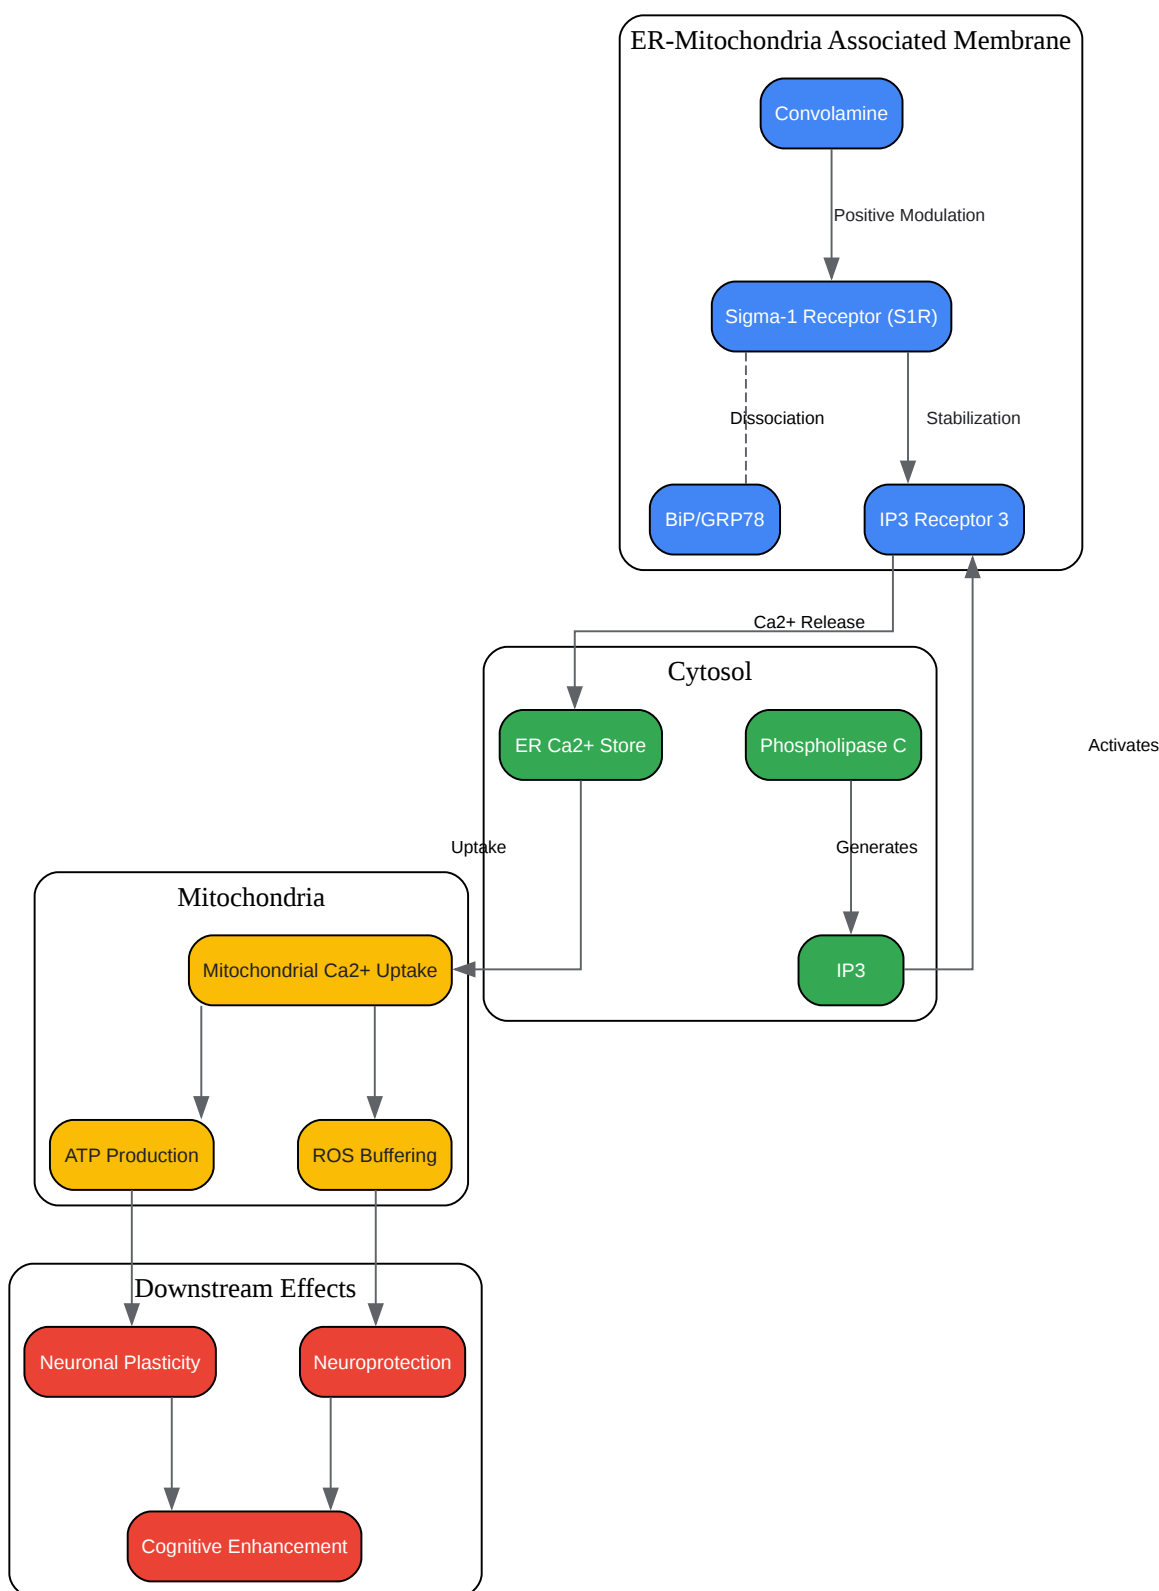 ER-Mitochondria Associated Membrane
Convolamine
Positive Modulation
Sigma-1 Receptor (S1R)
Dissociation
Stabilization
BiP/GRP78
IP3 Receptor 3
Ca2+ Release
Cytosol
ER Ca2+ Store
Phospholipase C
Activates
Uptake
Generates
Mitochondria
Mitochondrial Ca2+ Uptake
IP3
ATP Production
ROS Buffering
Downstream Effects
Neuronal Plasticity
Neuroprotection
Cognitive Enhancement